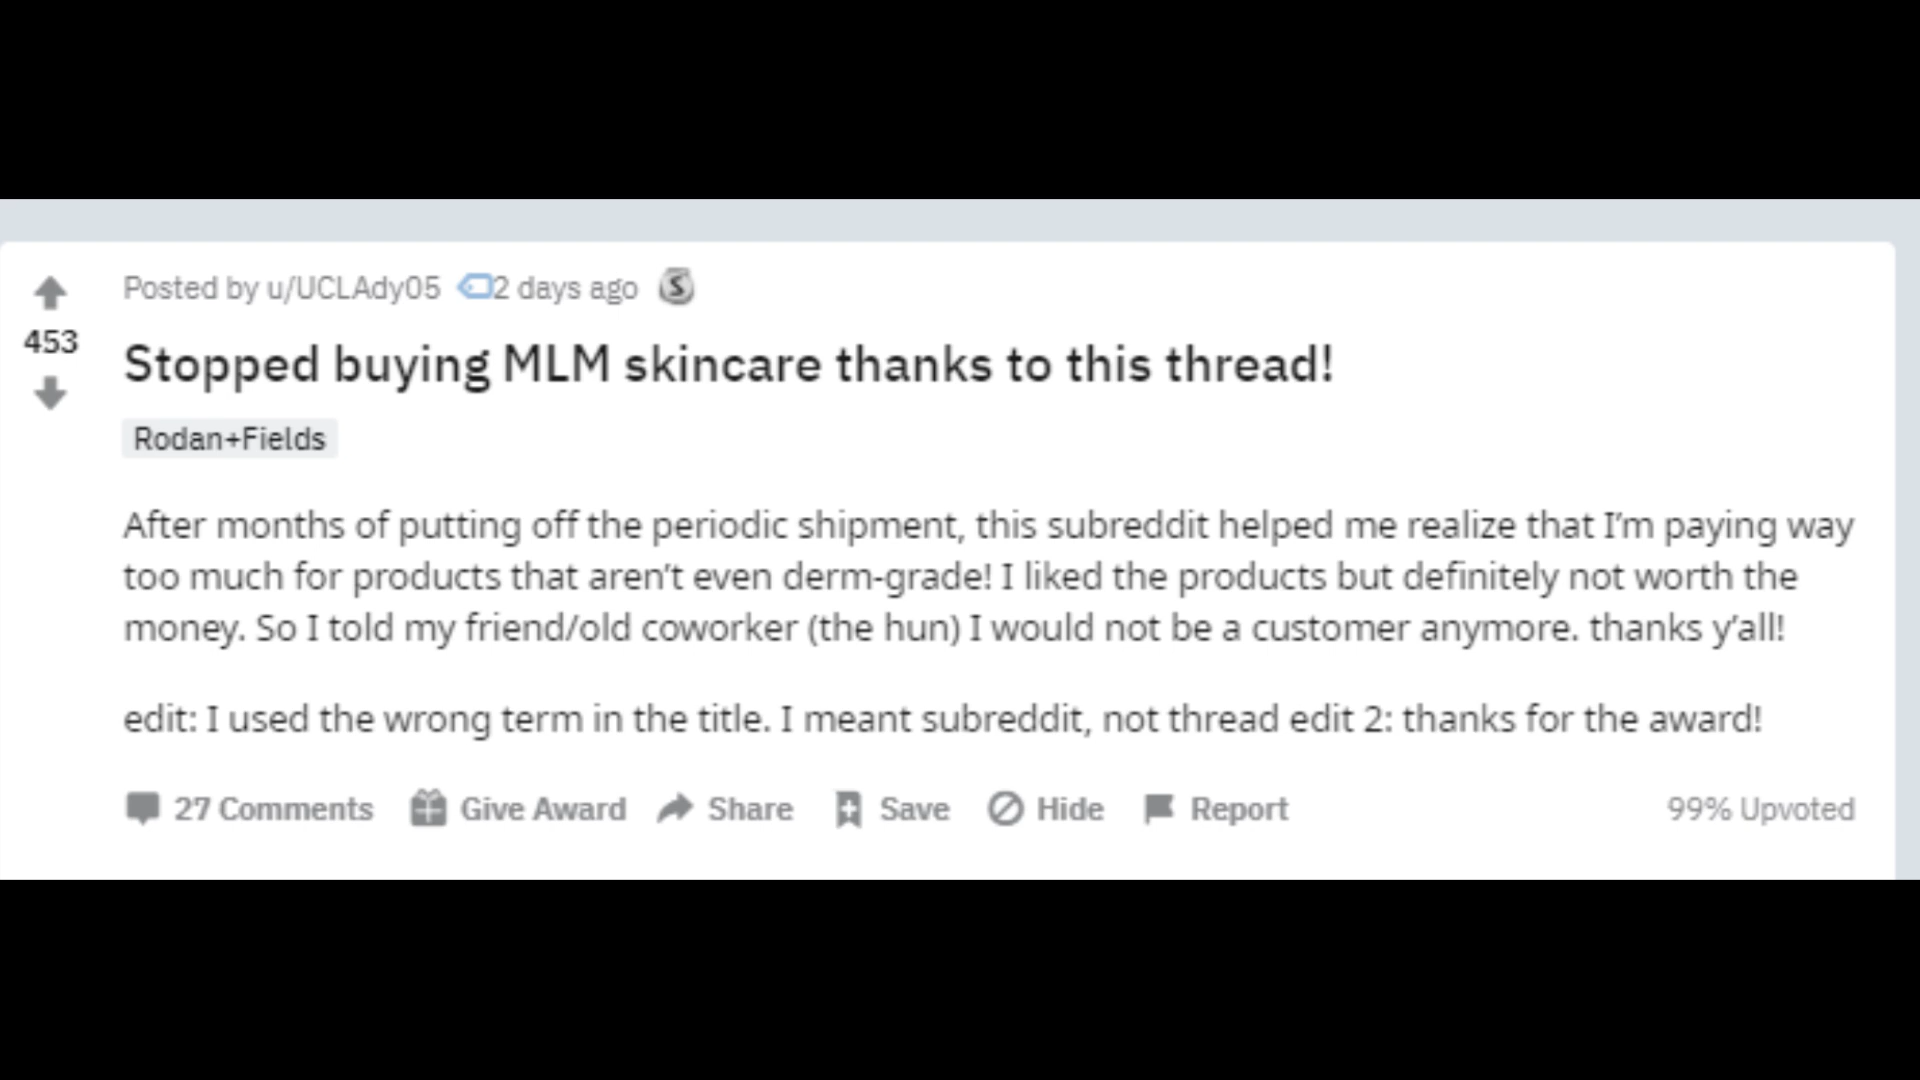 Posted by u/UCLAdy05 2 days ago
453
Stopped buying MLM skincare thanks to this thread!
Rodan+Fields
After months of putting off the periodic shipment, this subreddit helped me realize that I'm paying way
too much for products that aren't even derm-grade! I liked the products but definitely not worth the
money. So I told my friend/old coworker (the hun) I would not be a customer anymore. thanks y'all!
edit: I used the wrong term in the title. I meant subreddit, not thread edit 2: thanks for the award!
27 Comments Give Award Share Save Hide Report 99% Upvoted